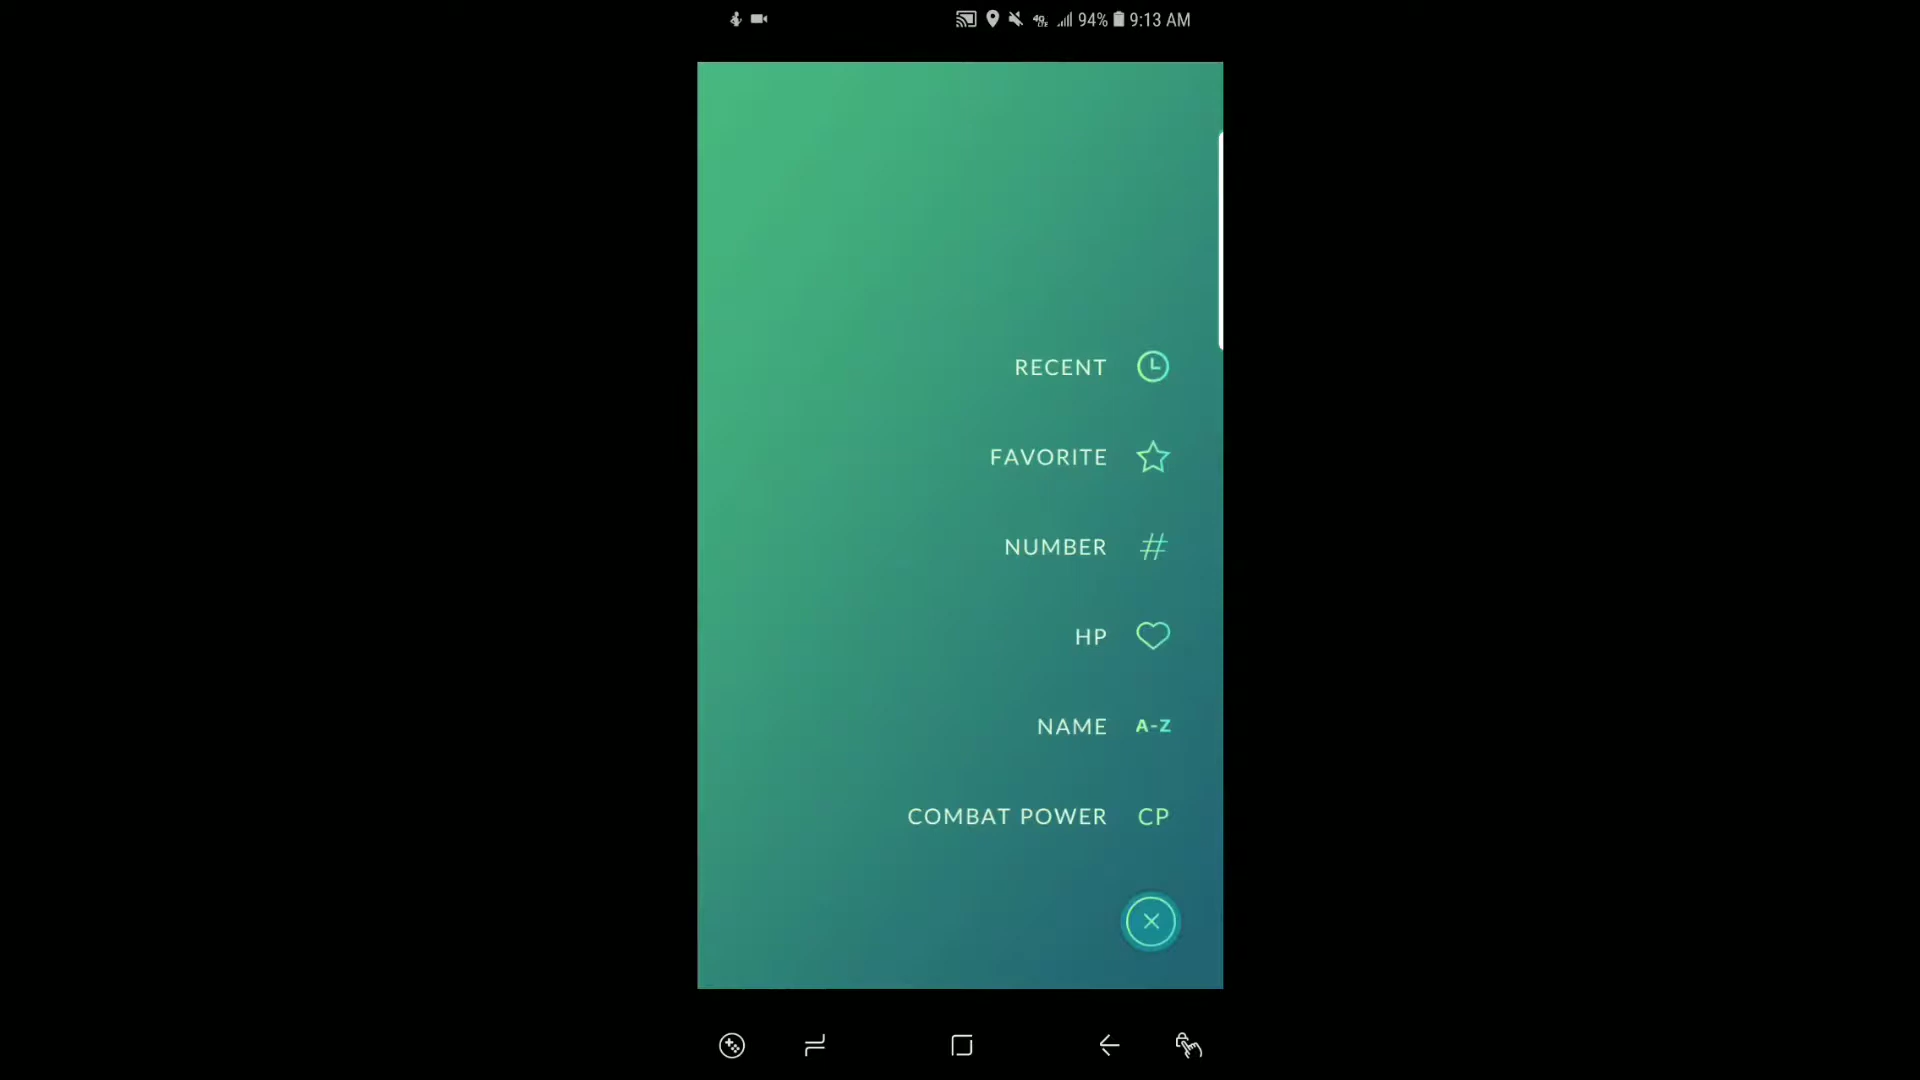 94% 9:13 AM
RECENT
FAVORITE
NUMBER #
HP
NAME A-Z
COMBAT POWER CP